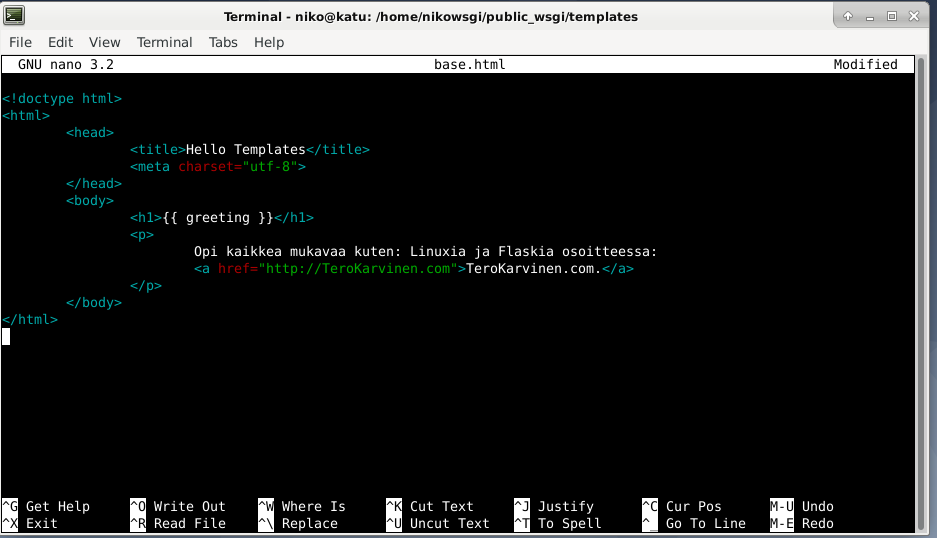 Terminal - niko@katu: /home/nikowsgi/public_wsgi/templates
File Edit View Terminal Tabs Help
GNU nano 3.2 base.html Modified
<!doctype html>
<html>
<head>
<title>Hello Templates</title>
<meta charset="utf-8">
</head>
<body>
<h1>{{ greeting }}</h1>
<p>
Opi kaikkea mukavaa kuten: Linuxia ja Flaskia osoitteessa:
<a href="http://TeroKarvinen.com">TeroKarvinen.com.</a>
</p>
</body>
</html>
^G Get Help ^O Write Out ^W Where Is ^K Cut Text ^J Justify ^C Cur Pos M-U Undo
^X Exit ^R Read File ^\ Replace ^U Uncut Text ^T To Spell ^_ Go To Line M-E Redo